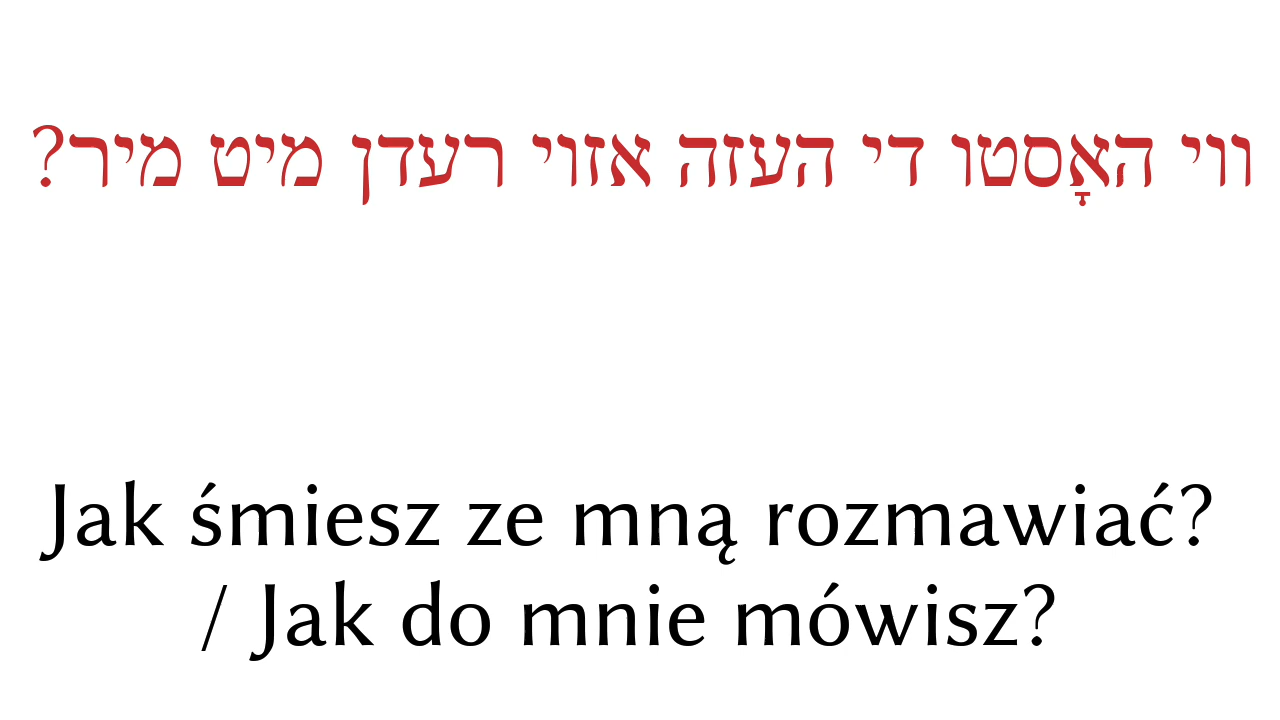 ווי האָסטו די העזה אזוי רעדן מיט מיר?
Jak śmiesz ze mną rozmawiać?
/ Jak do mnie mówisz?